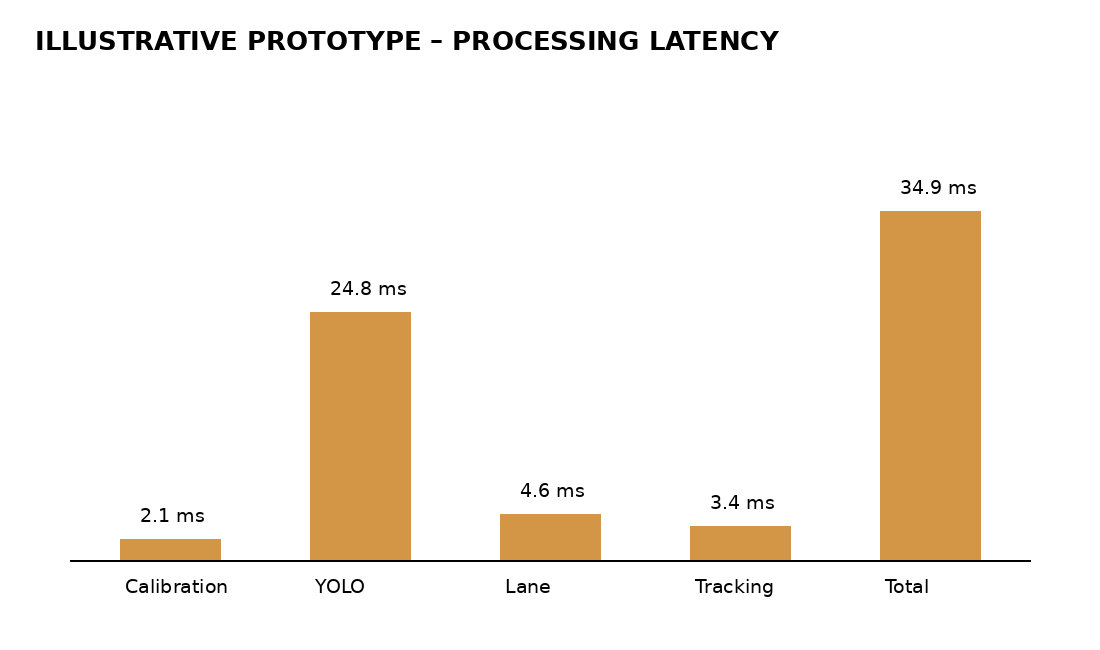 ILLUSTRATIVE PROTOTYPE – PROCESSING LATENCY
34.9 ms
24.8 ms
4.6 ms
3.4 ms
2.1 ms
Calibration YOLO Lane Tracking Total